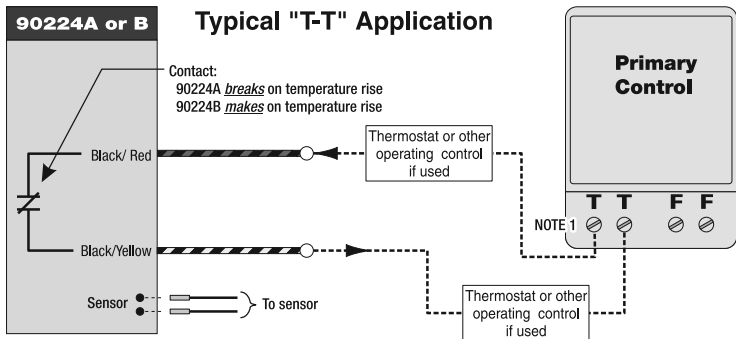 90224A or B
Typical "T-T" Application
Contact:
90224A breaks on temperature rise
90224B makes on temperature rise
Primary
Control
Black/ Red
Thermostat or other
operating control
if used
T T F F
NOTE 1
Black/Yellow
Sensor
To sensor
Thermostat or other
operating control
if used